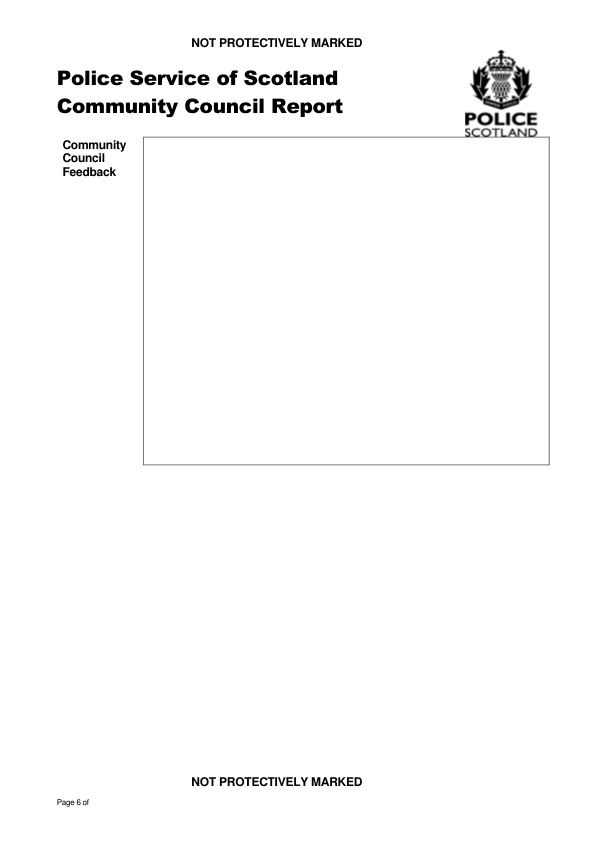 NOT PROTECTIVELY MARKED
Police Service of Scotland
Community Council Report
POLICE
SCOTLAND
Community
Council
Feedback
NOT PROTECTIVELY MARKED
Page 6 of